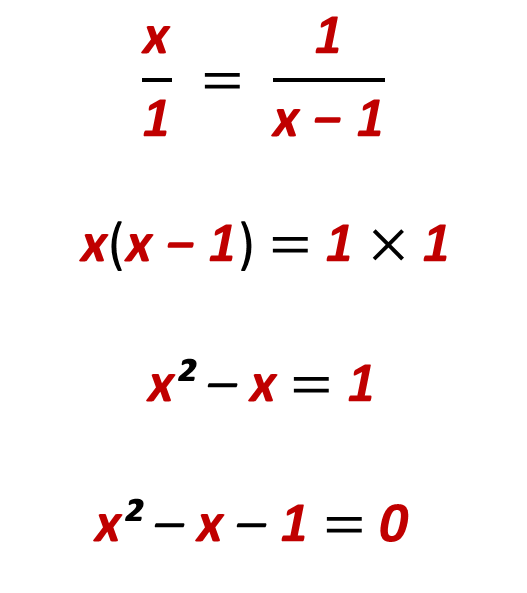 x/1 = 1/(x – 1)
x(x – 1) = 1 × 1
x² – x = 1
x² – x – 1 = 0